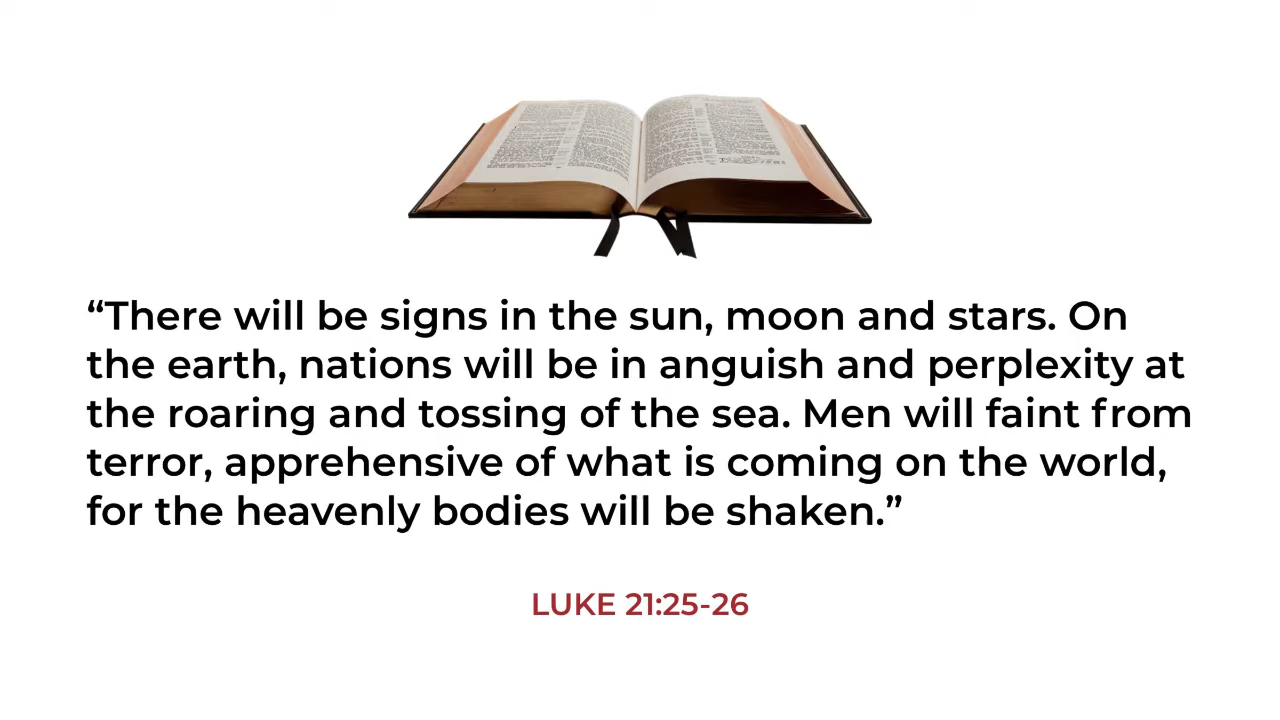 “There will be signs in the sun, moon and stars. On
the earth, nations will be in anguish and perplexity at
the roaring and tossing of the sea. Men will faint from
terror, apprehensive of what is coming on the world,
for the heavenly bodies will be shaken.”
LUKE 21:25-26